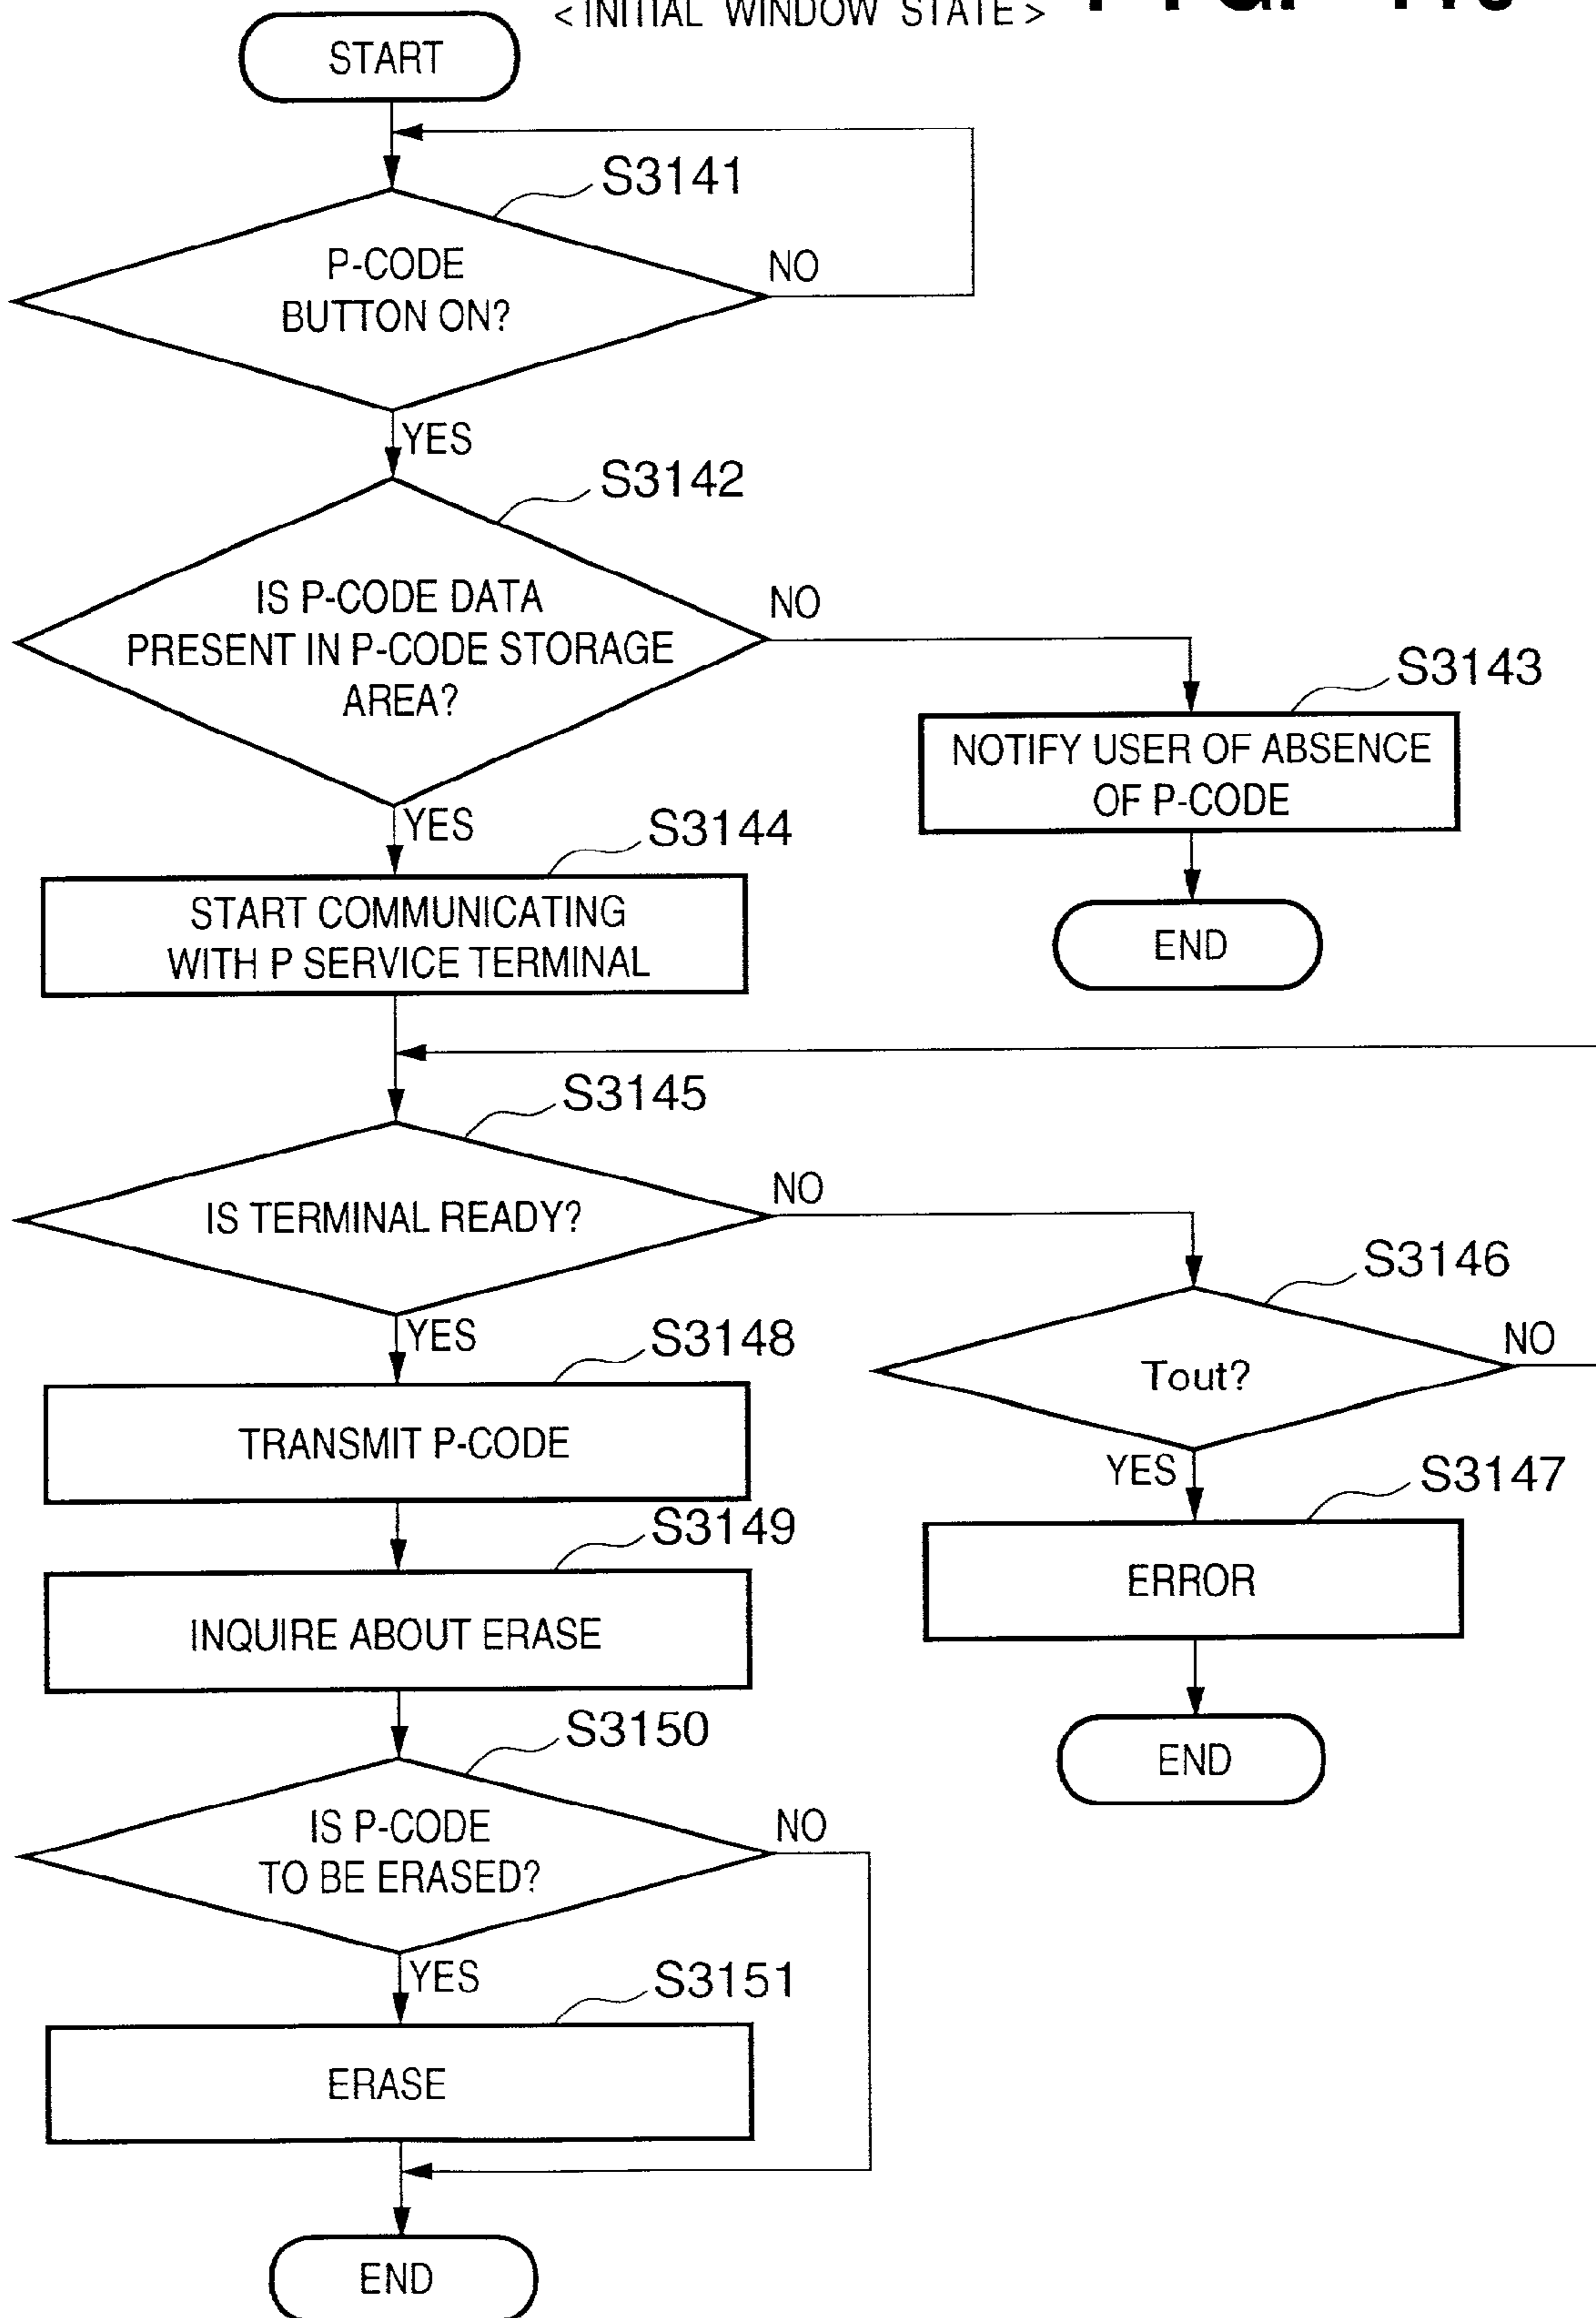 < INITIAL WINDOW STATE >
START
S3141
P-CODE
BUTTON ON?
NO
YES
S3142
IS P-CODE DATA
PRESENT IN P-CODE STORAGE
AREA?
NO
S3143
NOTIFY USER OF ABSENCE
OF P-CODE
END
YES
S3144
START COMMUNICATING
WITH P SERVICE TERMINAL
S3145
IS TERMINAL READY?
NO
S3146
Tout?
NO
YES
S3147
ERROR
END
YES
S3148
TRANSMIT P-CODE
S3149
INQUIRE ABOUT ERASE
S3150
IS P-CODE
TO BE ERASED?
NO
YES
S3151
ERASE
END